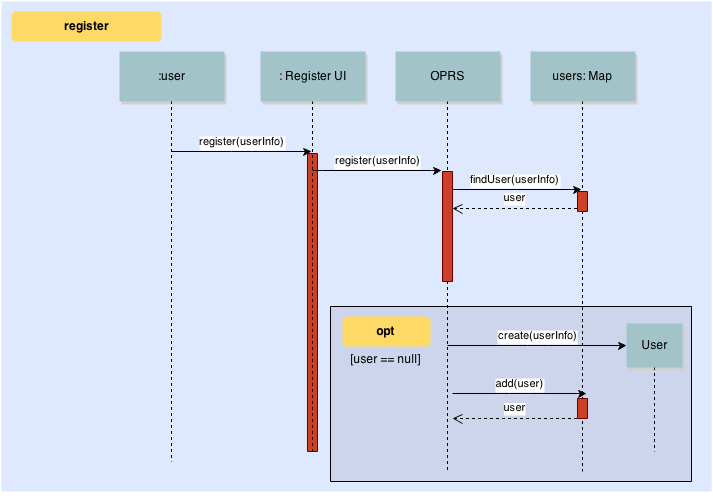 register
:user
: Register UI
OPRS
users: Map
register(userInfo)
register(userInfo)
findUser(userInfo)
user
opt
[user == null]
create(userInfo)
User
add(user)
user